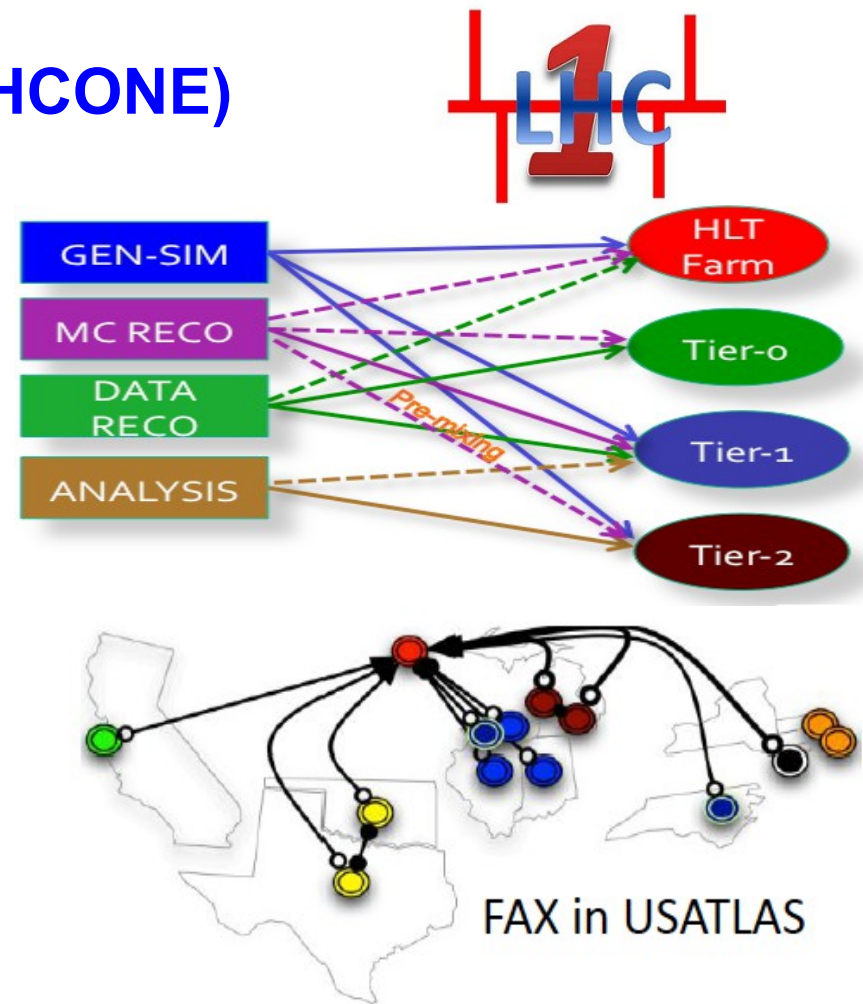 HCONE)
1
LHC
GEN-SIM
MC RECO
DATA
RECO
ANALYSIS
Pre-mixing
HLT
Farm
Tier-0
Tier-1
Tier-2
FAX in USATLAS